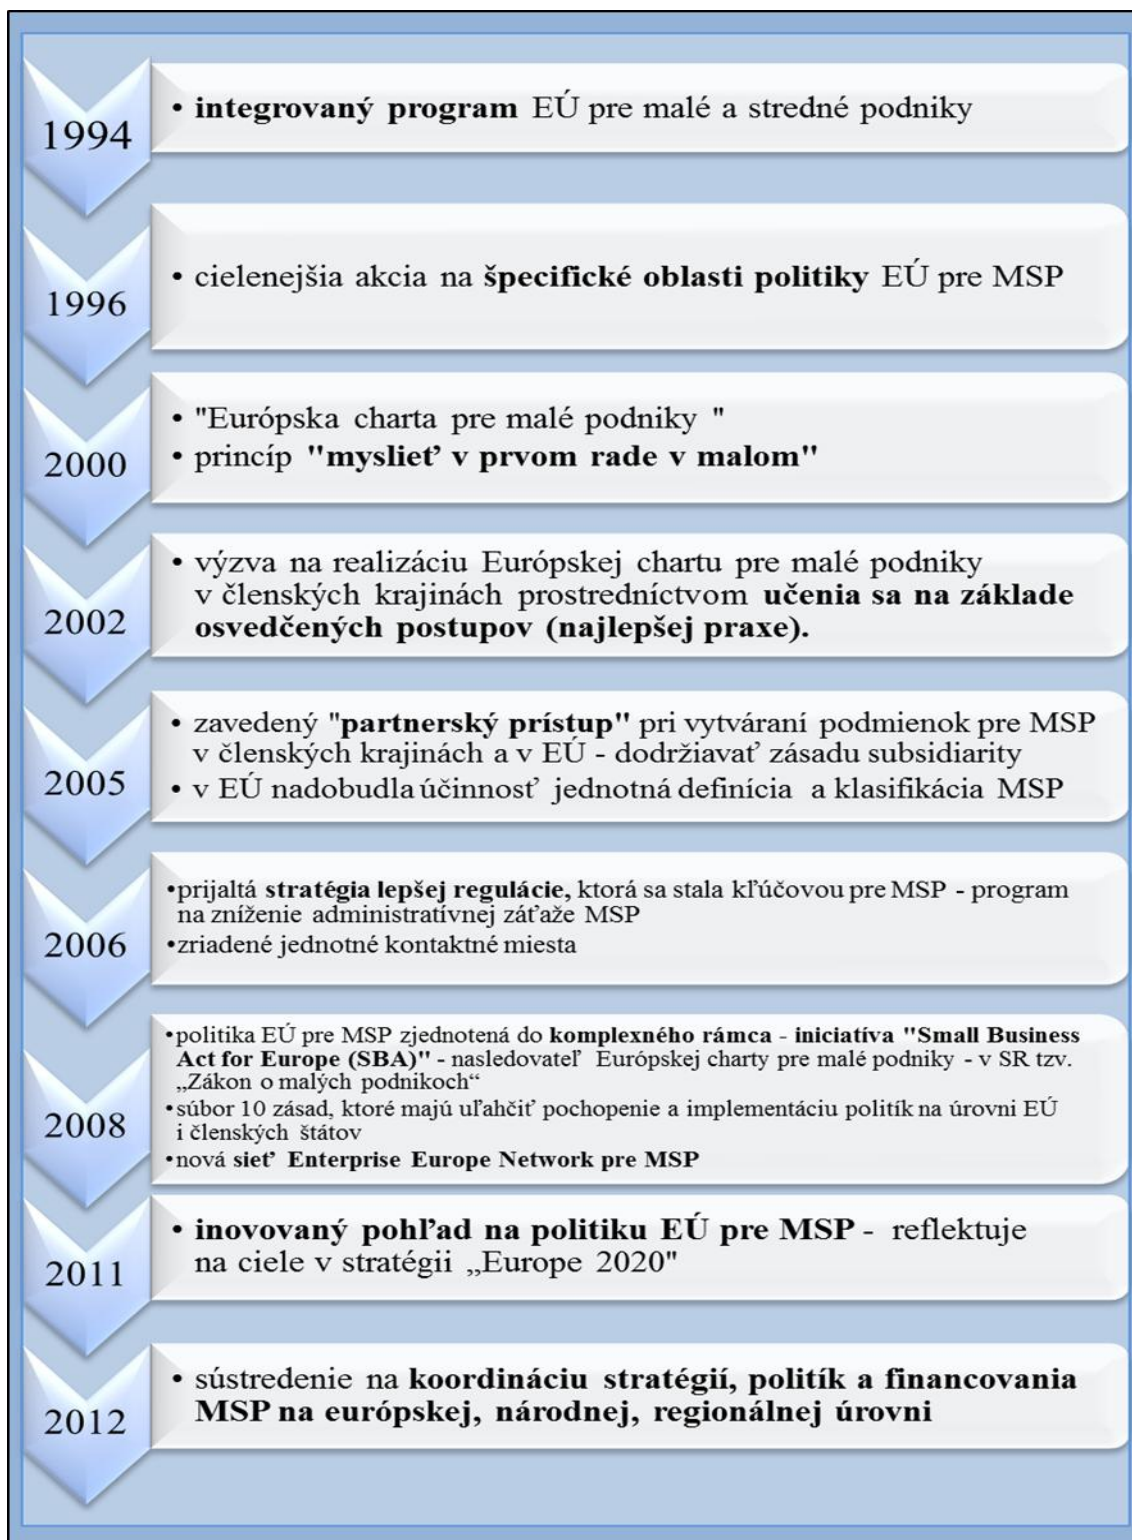 1994
• integrovaný program EÚ pre malé a stredné podniky
1996
• cielenejšia akcia na špecifické oblasti politiky EÚ pre MSP
2000
• "Európska charta pre malé podniky "
• princíp "myslieť v prvom rade v malom"
2002
• výzva na realizáciu Európskej chartu pre malé podniky
v členských krajinách prostredníctvom učenia sa na základe
osvedčených postupov (najlepšej praxe).
2005
• zavedený "partnerský prístup" pri vytváraní podmienok pre MSP
v členských krajinách a v EÚ - dodržiavať zásadu subsidiarity
• v EÚ nadobudla účinnosť jednotná definícia a klasifikácia MSP
2006
•prijaltá stratégia lepšej regulácie, ktorá sa stala kľúčovou pre MSP - program
na zníženie administratívnej záťaže MSP
•zriadené jednotné kontaktné miesta
2008
•politika EÚ pre MSP zjednotená do komplexného rámca - iniciatíva "Small Business
Act for Europe (SBA)" - nasledovateľ Európskej charty pre malé podniky - v SR tzv.
„Zákon o malých podnikoch“
•súbor 10 zásad, ktoré majú uľahčiť pochopenie a implementáciu politík na úrovni EÚ
i členských štátov
•nová sieť Enterprise Europe Network pre MSP
2011
• inovovaný pohľad na politiku EÚ pre MSP - reflektuje
na ciele v stratégii „Europe 2020"
2012
• sústredenie na koordináciu stratégií, politík a financovania
MSP na európskej, národnej, regionálnej úrovni